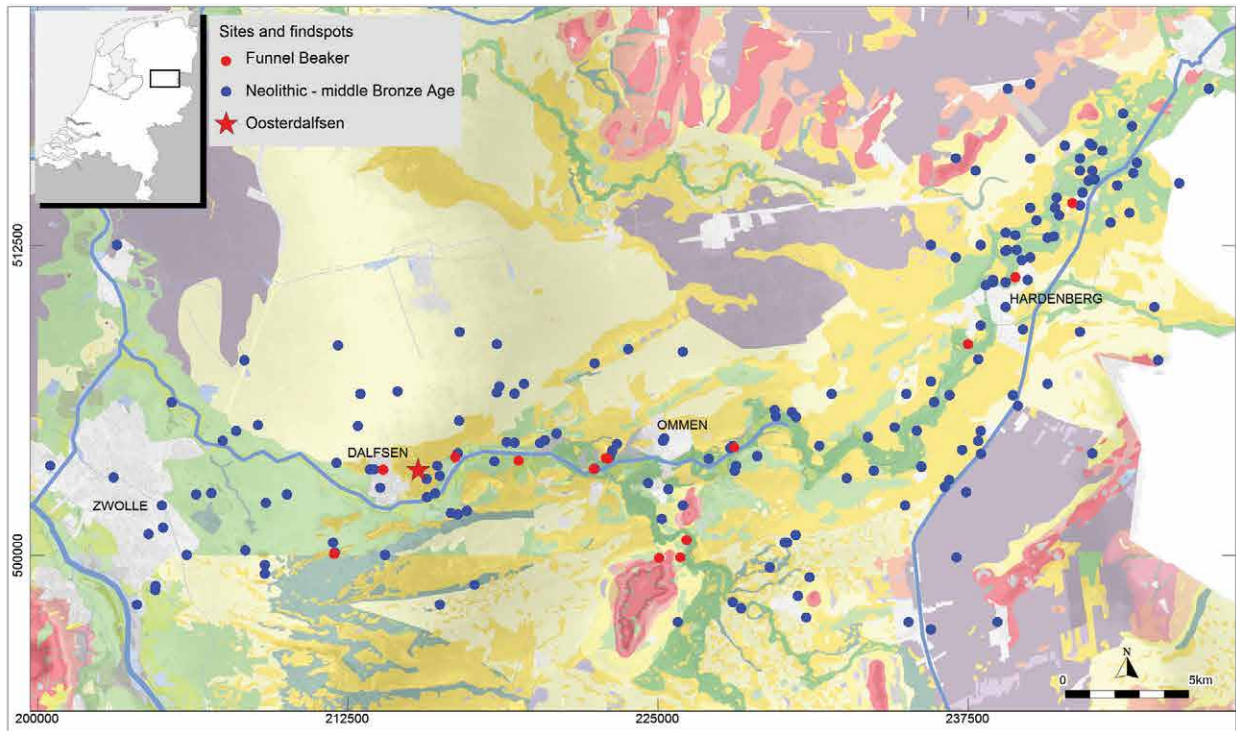 Sites and findspots
Funnel Beaker
Neolithic - middle Bronze Age
Oosterdalfsen
512500
HARDENBERG
OMMEN
DALFSEN
ZWOLLE
500000
N
0 5km
200000 212500 225000 237500